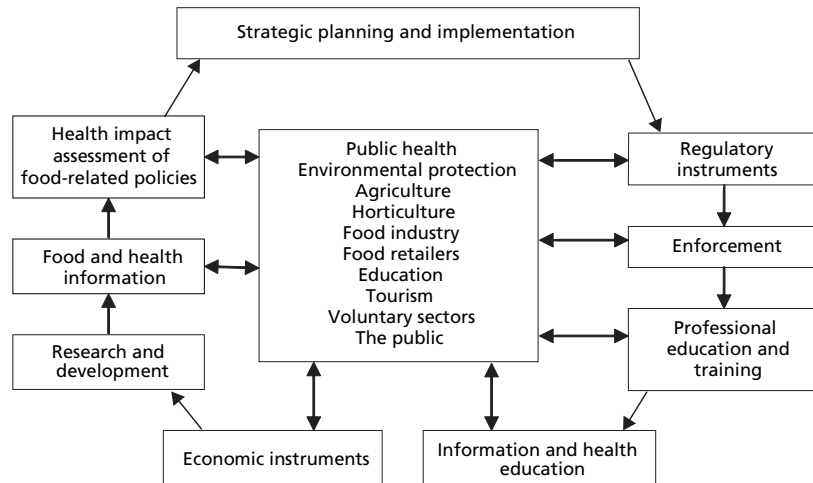 Strategic planning and implementation
Health impact
assessment of
food-related policies
Public health
Environmental protection
Agriculture
Horticulture
Food industry
Food retailers
Education
Tourism
Voluntary sectors
The public
Regulatory
instruments
Food and health
information
Enforcement
Research and
development
Professional
education and
training
Economic instruments
Information and health
education